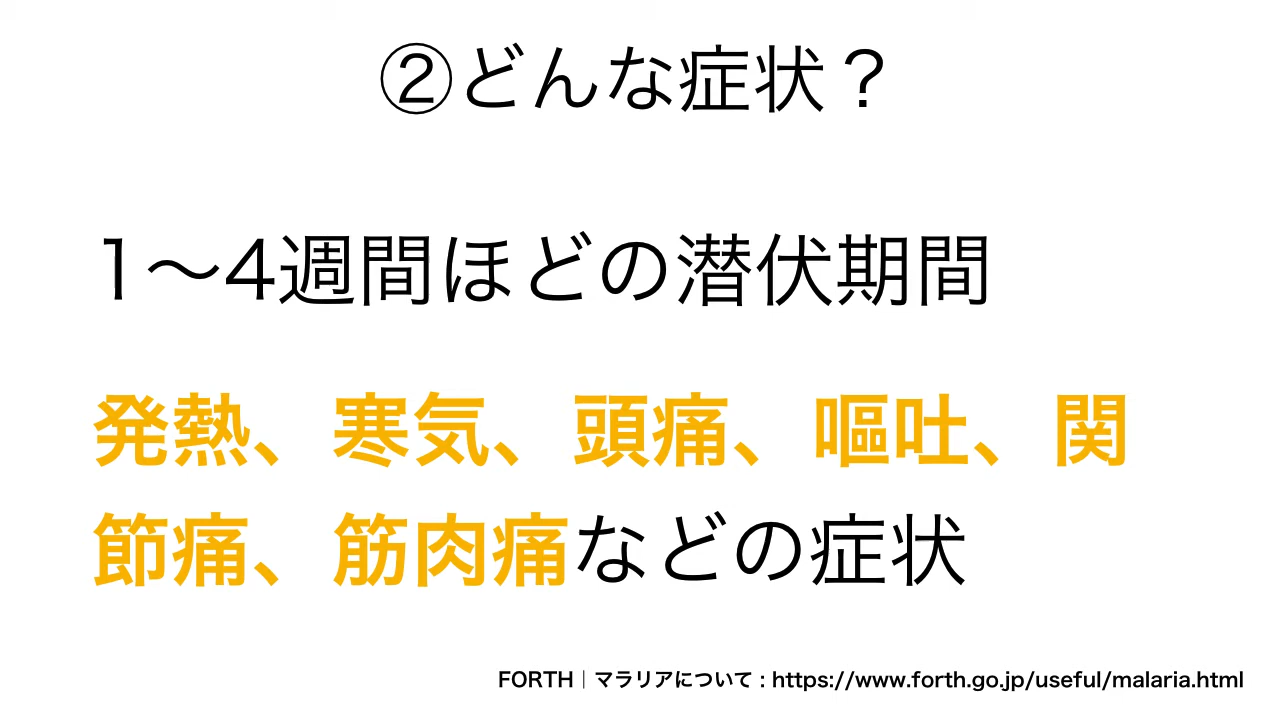 ②どんな症状？
1〜4週間ほどの潜伏期間
発熱、寒気、頭痛、嘔吐、関
節痛、筋肉痛などの症状
FORTH｜マラリアについて : https://www.forth.go.jp/useful/malaria.html